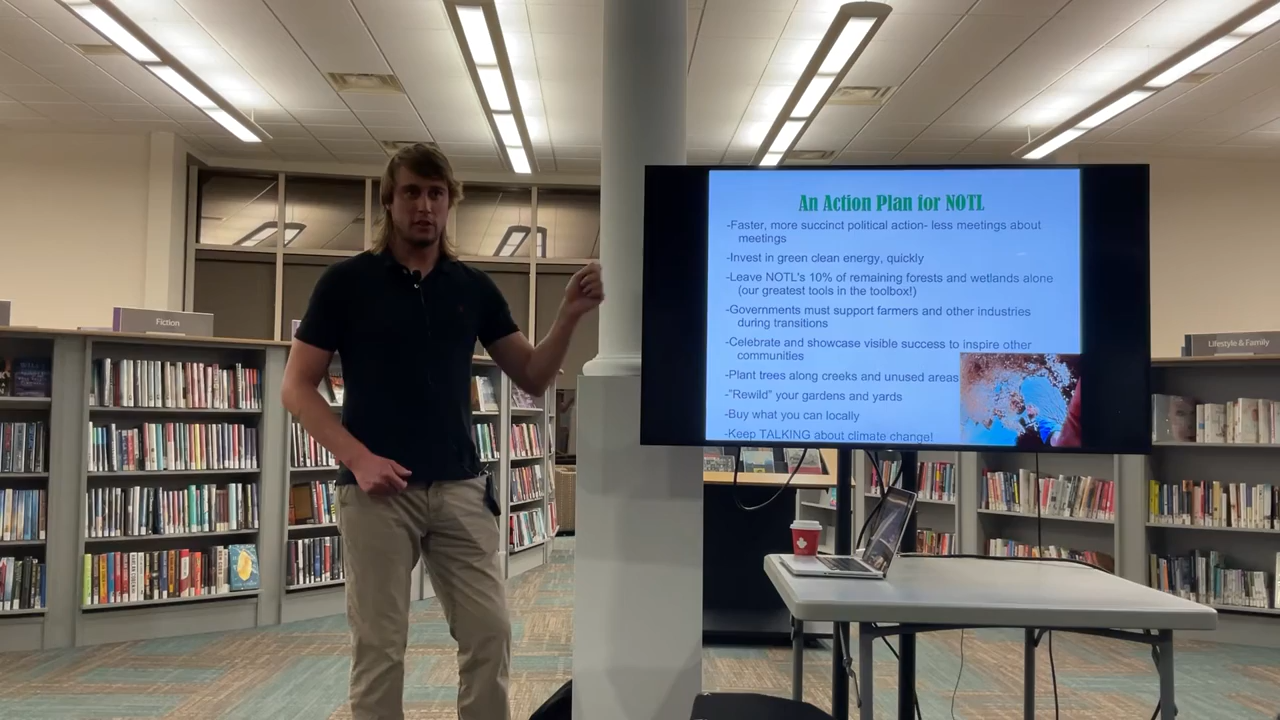 An Action Plan for NOTL
-Faster, more succinct political action- less meetings about
meetings
-Invest in green clean energy, quickly
-Leave NOTL's 10% of remaining forests and wetlands alone
(our greatest tools in the toolbox!)
-Governments must support farmers and other industries
during transitions
-Celebrate and showcase visible success to inspire other
communities
-Plant trees along creeks and unused areas
-"Rewild" your gardens and yards
-Buy what you can locally
-Keep TALKING about climate change!
Fiction
Lifestyle & Family